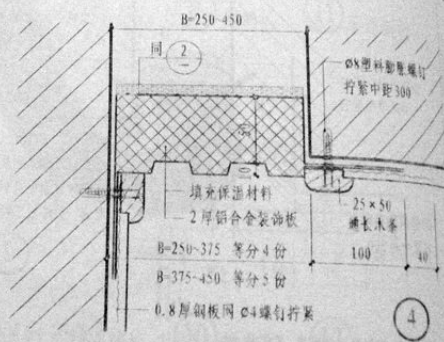 B=250-450
同 2
Ø8塑料膨胀螺钉
拧紧中距300
填充保温材料
2厚铝合金装饰板
25×50
通长木条
B=250-375 等分4份
B=375-450 等分5份
100
40
0.8厚钢板网 Ø4螺钉拧紧
4